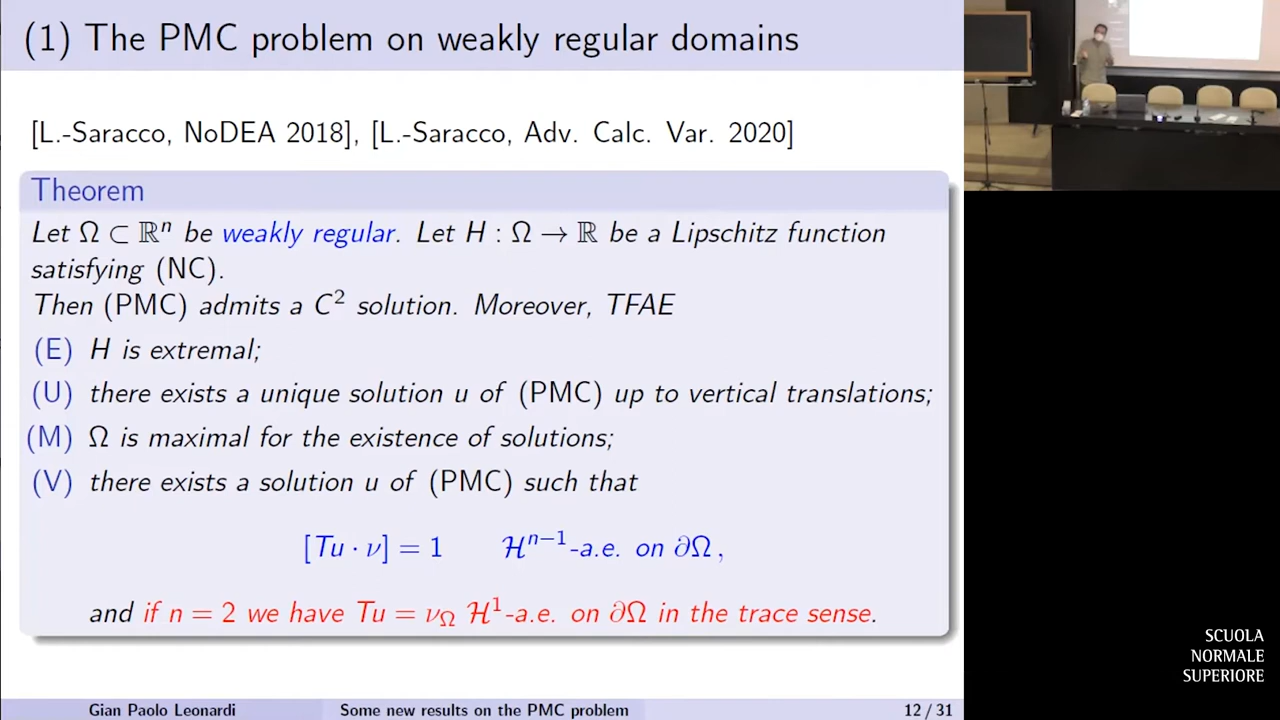 (1) The PMC problem on weakly regular domains
[L.-Saracco, NoDEA 2018], [L.-Saracco, Adv. Calc. Var. 2020]
Theorem
Let Ω ⊂ ℝⁿ be weakly regular. Let H : Ω → ℝ be a Lipschitz function
satisfying (NC).
Then (PMC) admits a C² solution. Moreover, TFAE
(E) H is extremal;
(U) there exists a unique solution u of (PMC) up to vertical translations;
(M) Ω is maximal for the existence of solutions;
(V) there exists a solution u of (PMC) such that
[Tu · ν] = 1 ℋⁿ⁻¹-a.e. on ∂Ω ,
and if n = 2 we have Tu = ν_Ω ℋ¹-a.e. on ∂Ω in the trace sense.
Gian Paolo Leonardi Some new results on the PMC problem 12 / 31
SCUOLA
NORMALE
SUPERIORE